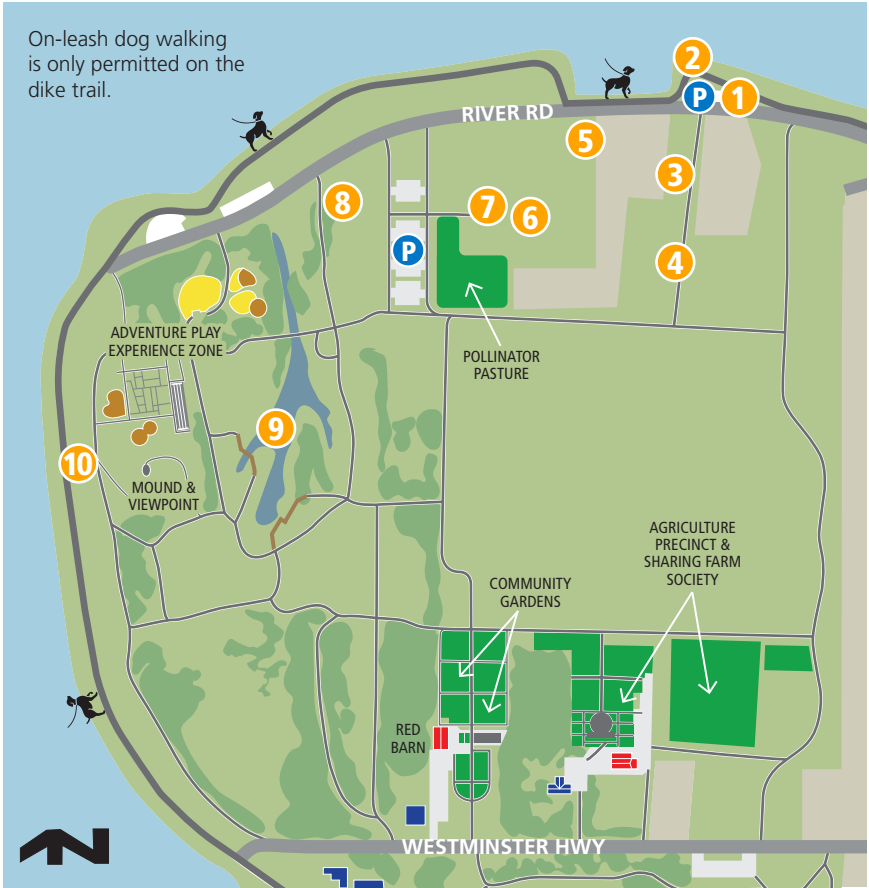 On-leash dog walking
is only permitted on the
dike trail.
2
P
1
RIVER RD
5
3
8
7
6
P
4
ADVENTURE PLAY
EXPERIENCE ZONE
POLLINATOR
PASTURE
9
10
MOUND &
VIEWPOINT
AGRICULTURE
PRECINCT &
SHARING FARM
SOCIETY
COMMUNITY
GARDENS
RED
BARN
N
WESTMINSTER HWY